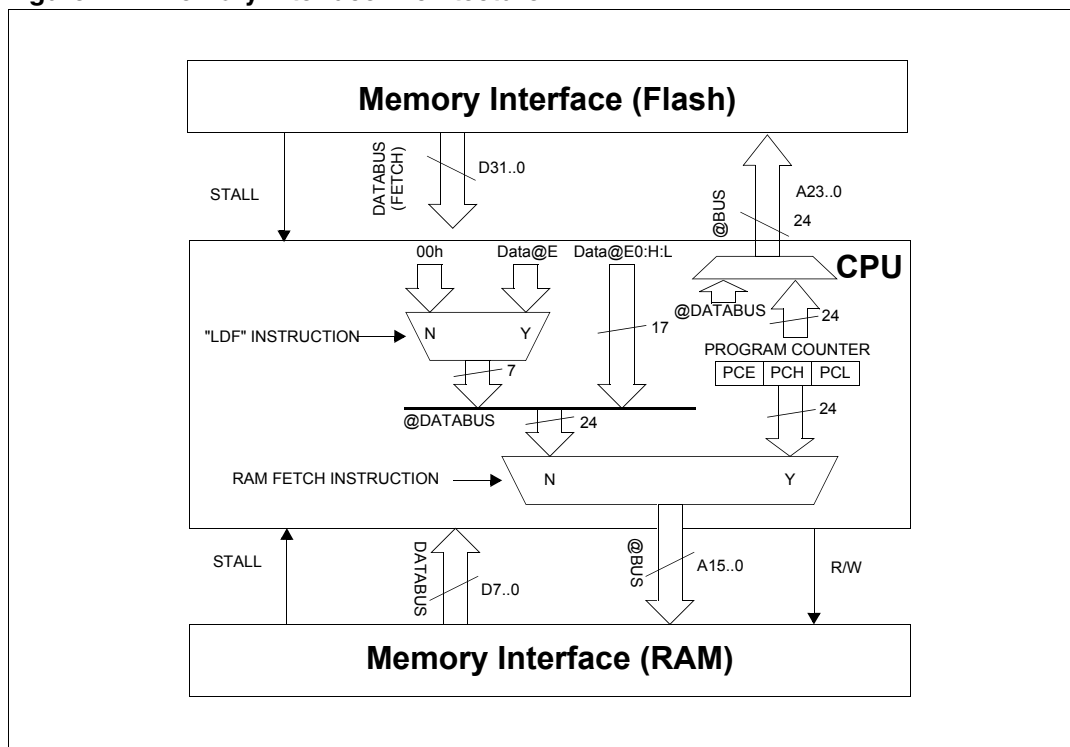 Memory Interface (Flash)
STALL
DATABUS
(FETCH)
D31..0
@BUS
A23..0
24
00h
Data@E
Data@E0:H:L
CPU
@DATABUS
24
"LDF" INSTRUCTION
N
Y
17
PROGRAM COUNTER
PCE
PCH
PCL
7
@DATABUS
24
24
RAM FETCH INSTRUCTION
N
Y
STALL
DATABUS
D7..0
@BUS
A15..0
R/W
Memory Interface (RAM)